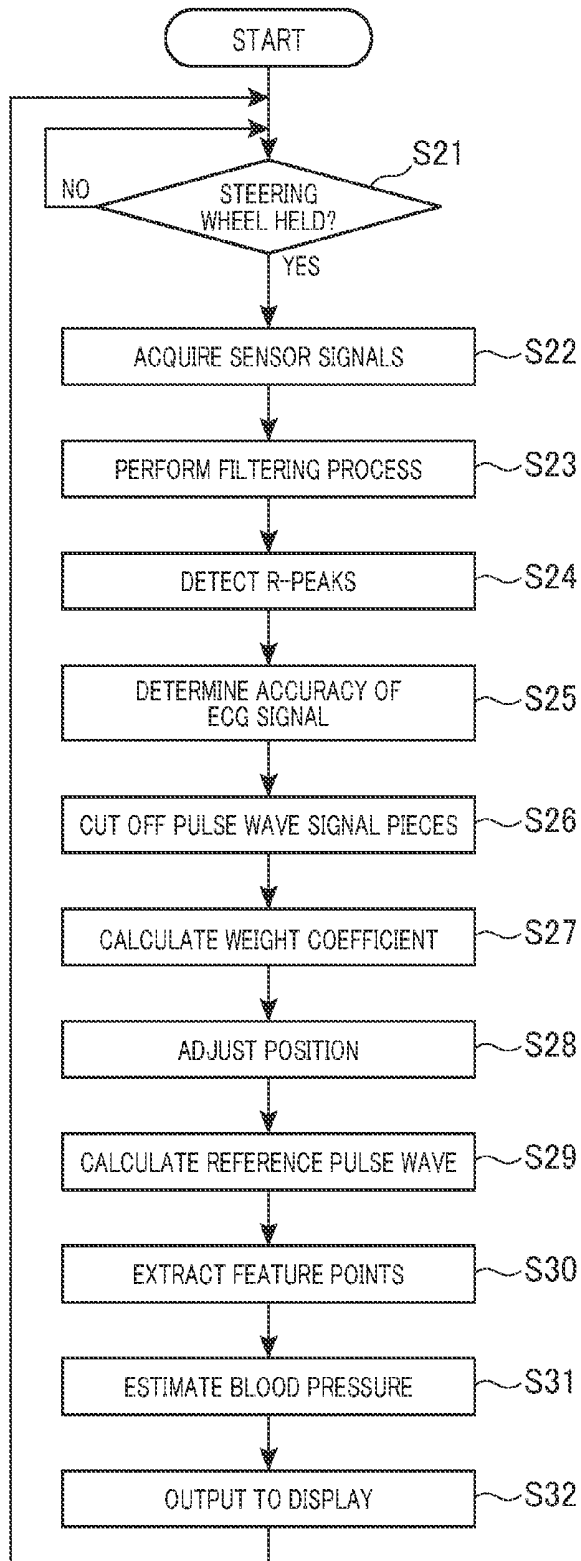 START
S21
NO
STEERING
WHEEL HELD?
YES
ACQUIRE SENSOR SIGNALS
S22
PERFORM FILTERING PROCESS
S23
DETECT R-PEAKS
S24
DETERMINE ACCURACY OF
ECG SIGNAL
S25
CUT OFF PULSE WAVE SIGNAL PIECES
S26
CALCULATE WEIGHT COEFFICIENT
S27
ADJUST POSITION
S28
CALCULATE REFERENCE PULSE WAVE
S29
EXTRACT FEATURE POINTS
S30
ESTIMATE BLOOD PRESSURE
S31
OUTPUT TO DISPLAY
S32